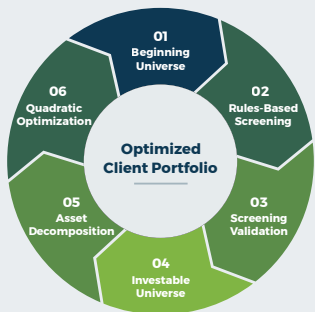 01
Beginning
Universe
02
Rules-Based
Screening
03
Screening
Validation
04
Investable
Universe
05
Asset
Decomposition
06
Quadratic
Optimization
Optimized
Client Portfolio